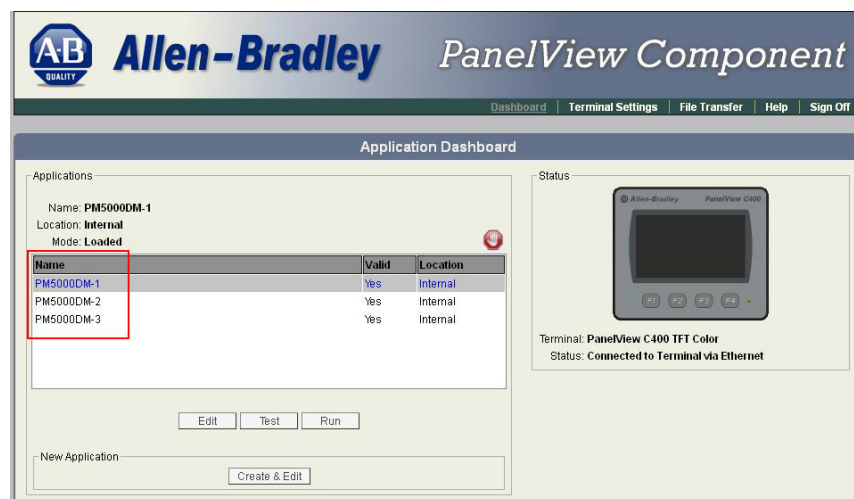 AB
QUALITY
Allen-Bradley
PanelView Component
Dashboard | Terminal Settings | File Transfer | Help | Sign Off
Application Dashboard
Applications
Name: PM5000DM-1
Location: Internal
Mode: Loaded
Name Valid Location
PM5000DM-1 Yes Internal
PM5000DM-2 Yes Internal
PM5000DM-3 Yes Internal
Edit Test Run
New Application
Create & Edit
Status
Allen-Bradley PanelView C400
F1 F2 F3 F4
Terminal: PanelView C400 TFT Color
Status: Connected to Terminal via Ethernet